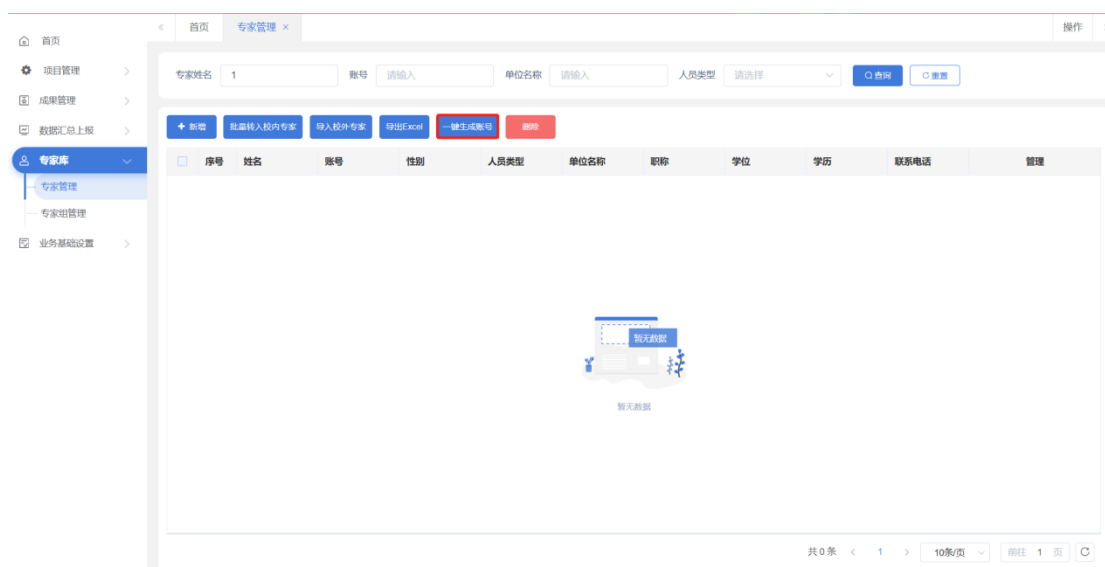 首页 专家管理 × 操作
首页
项目管理
成果管理
数据汇总上报
专家库
专家管理
专家组管理
业务基础设置
专家姓名 1 账号 请输入 单位名称 请输入 人员类型 请选择 查询 重置
+ 新增 批量转入校内专家 导入校外专家 导出Excel 一键生成账号 删除
序号 姓名 账号 性别 人员类型 单位名称 职称 学位 学历 联系电话 管理
暂无数据
暂无数据
共 0 条 < 1 > 10条/页 前往 1 页